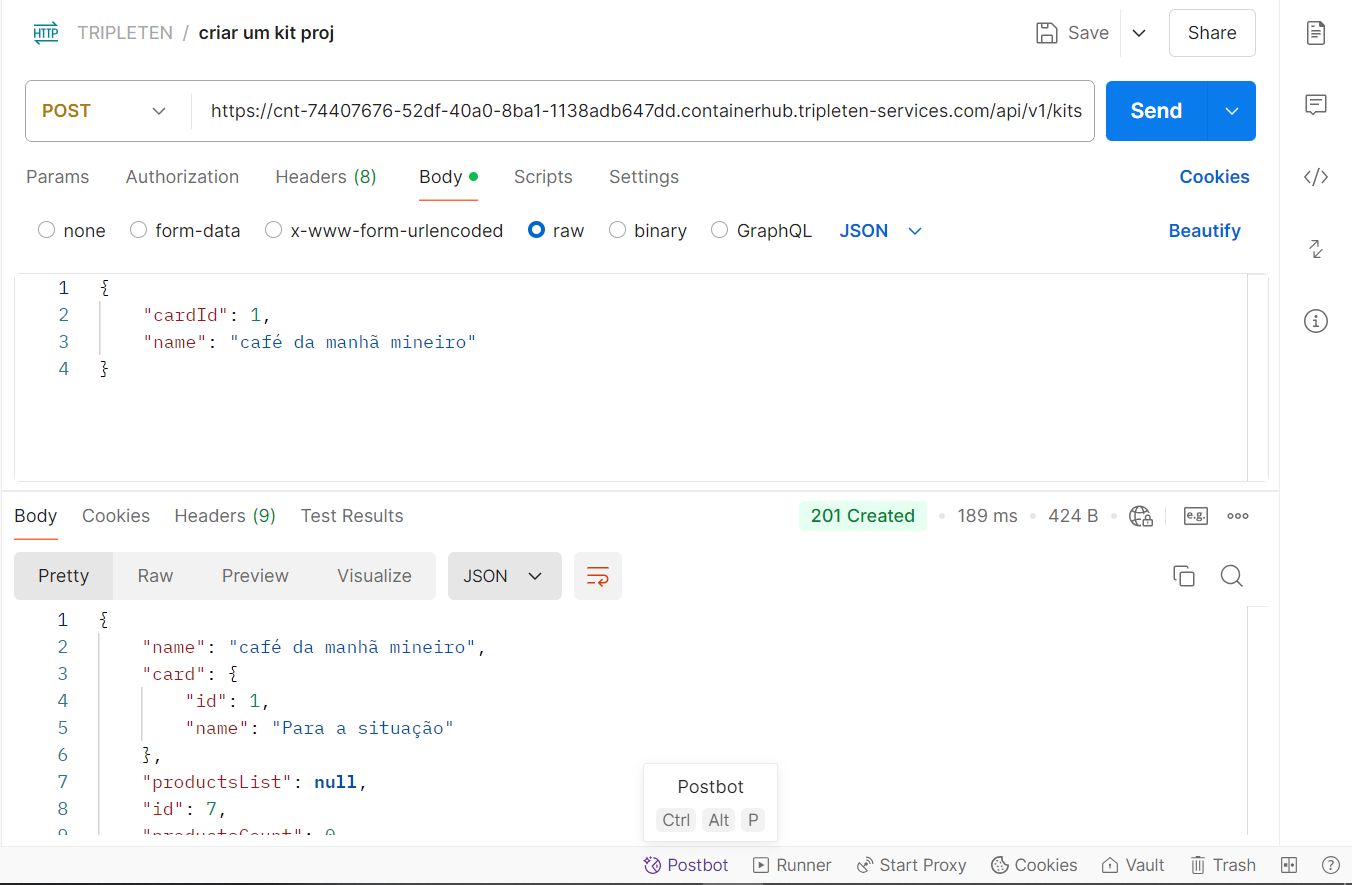 HTTP TRIPLETEN / criar um kit proj Save Share
POST https://cnt-74407676-52df-40a0-8ba1-1138adb647dd.containerhub.tripleten-services.com/api/v1/kits Send
Params Authorization Headers (8) Body Scripts Settings Cookies
none form-data x-www-form-urlencoded raw binary GraphQL JSON Beautify
1 {
2 "cardId": 1,
3 "name": "café da manhã mineiro"
4 }
Body Cookies Headers (9) Test Results 201 Created 189 ms 424 B e.g.
Pretty Raw Preview Visualize JSON
1 {
2 "name": "café da manhã mineiro",
3 "card": {
4 "id": 1,
5 "name": "Para a situação"
6 },
7 "productsList": null,
8 "id": 7,
9 "productsCount": 0
Postbot
Ctrl Alt P
Postbot Runner Start Proxy Cookies Vault Trash